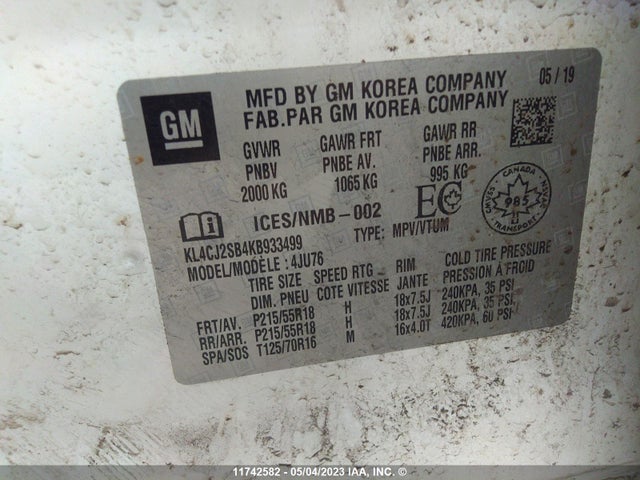 GM
MFD BY GM KOREA COMPANY 05 / 19
FAB.PAR GM KOREA COMPANY
GVWR GAWR FRT GAWR RR
PNBV PNBE AV. PNBE ARR.
2000 KG 1065 KG 995 KG
ICES/NMB-002 EC
CANADA
985
TRANSPORT
KL4CJ2SB4KB933499 TYPE: MPV/VTUM
MODEL/MODÈLE : 4JU76
TIRE SIZE SPEED RTG RIM COLD TIRE PRESSURE
DIM. PNEU COTE VITESSE JANTE PRESSION À FROID
FRT/AV. P215/55R18 H 18x7.5J 240KPA, 35 PSI
RR/ARR. P215/55R18 H 18x7.5J 240KPA, 35 PSI
SPA/SOS T125/70R16 M 16x4.0T 420KPA, 60 PSI
11742582 - 05/04/2023 IAA, INC. ©